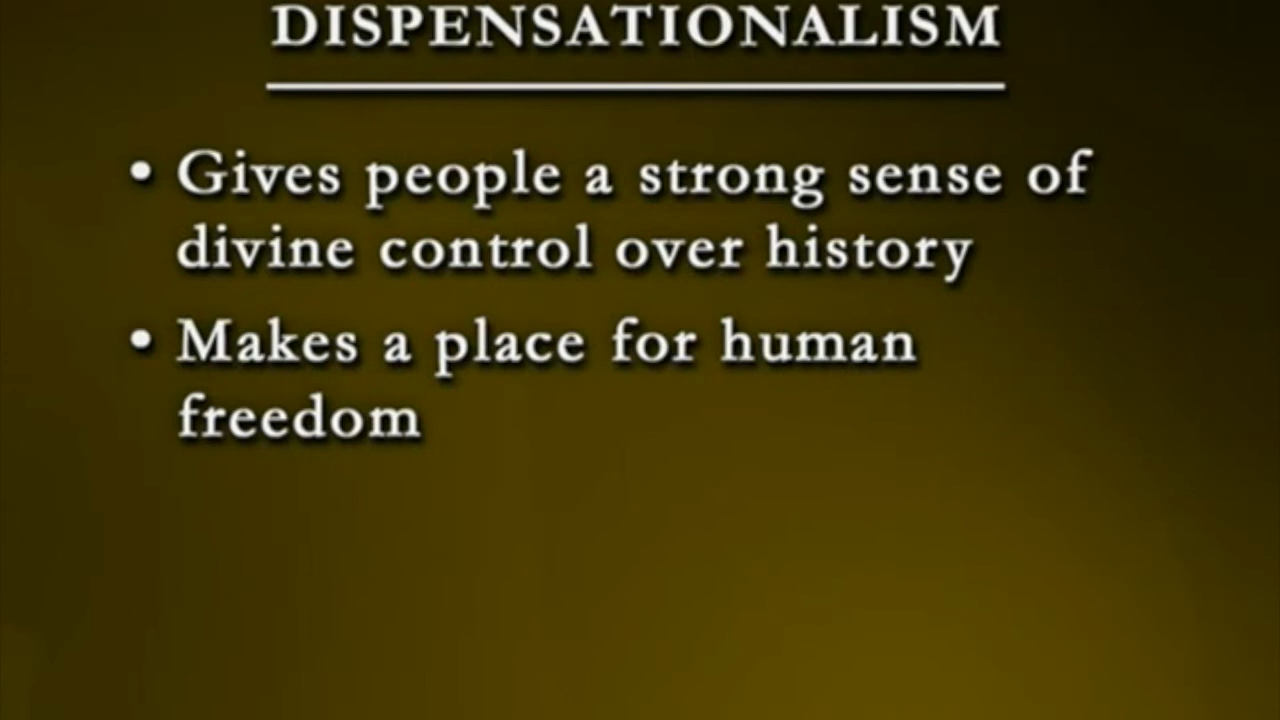 DISPENSATIONALISM
• Gives people a strong sense of
divine control over history
• Makes a place for human
freedom